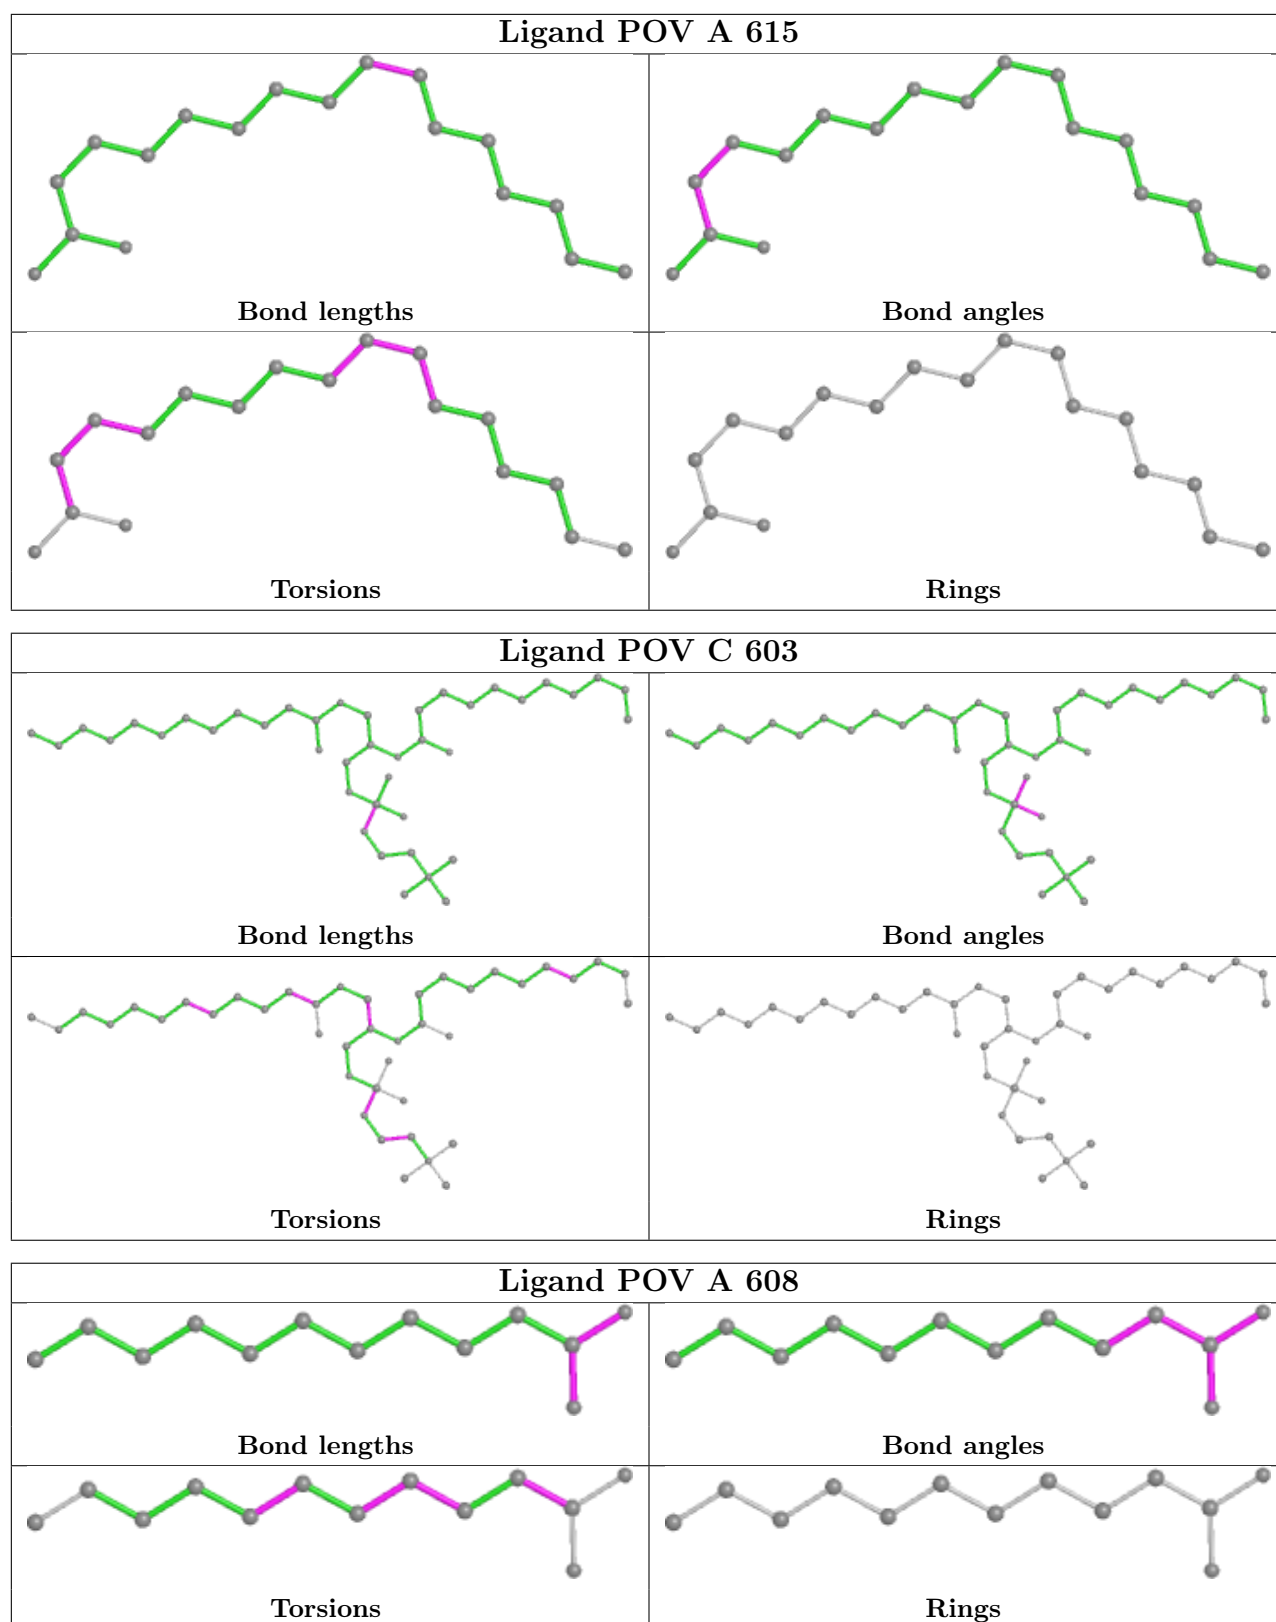 Ligand POV A 615
Bond lengths
Bond angles
Torsions
Rings
Ligand POV C 603
Bond lengths
Bond angles
Torsions
Rings
Ligand POV A 608
Bond lengths
Bond angles
Torsions
Rings